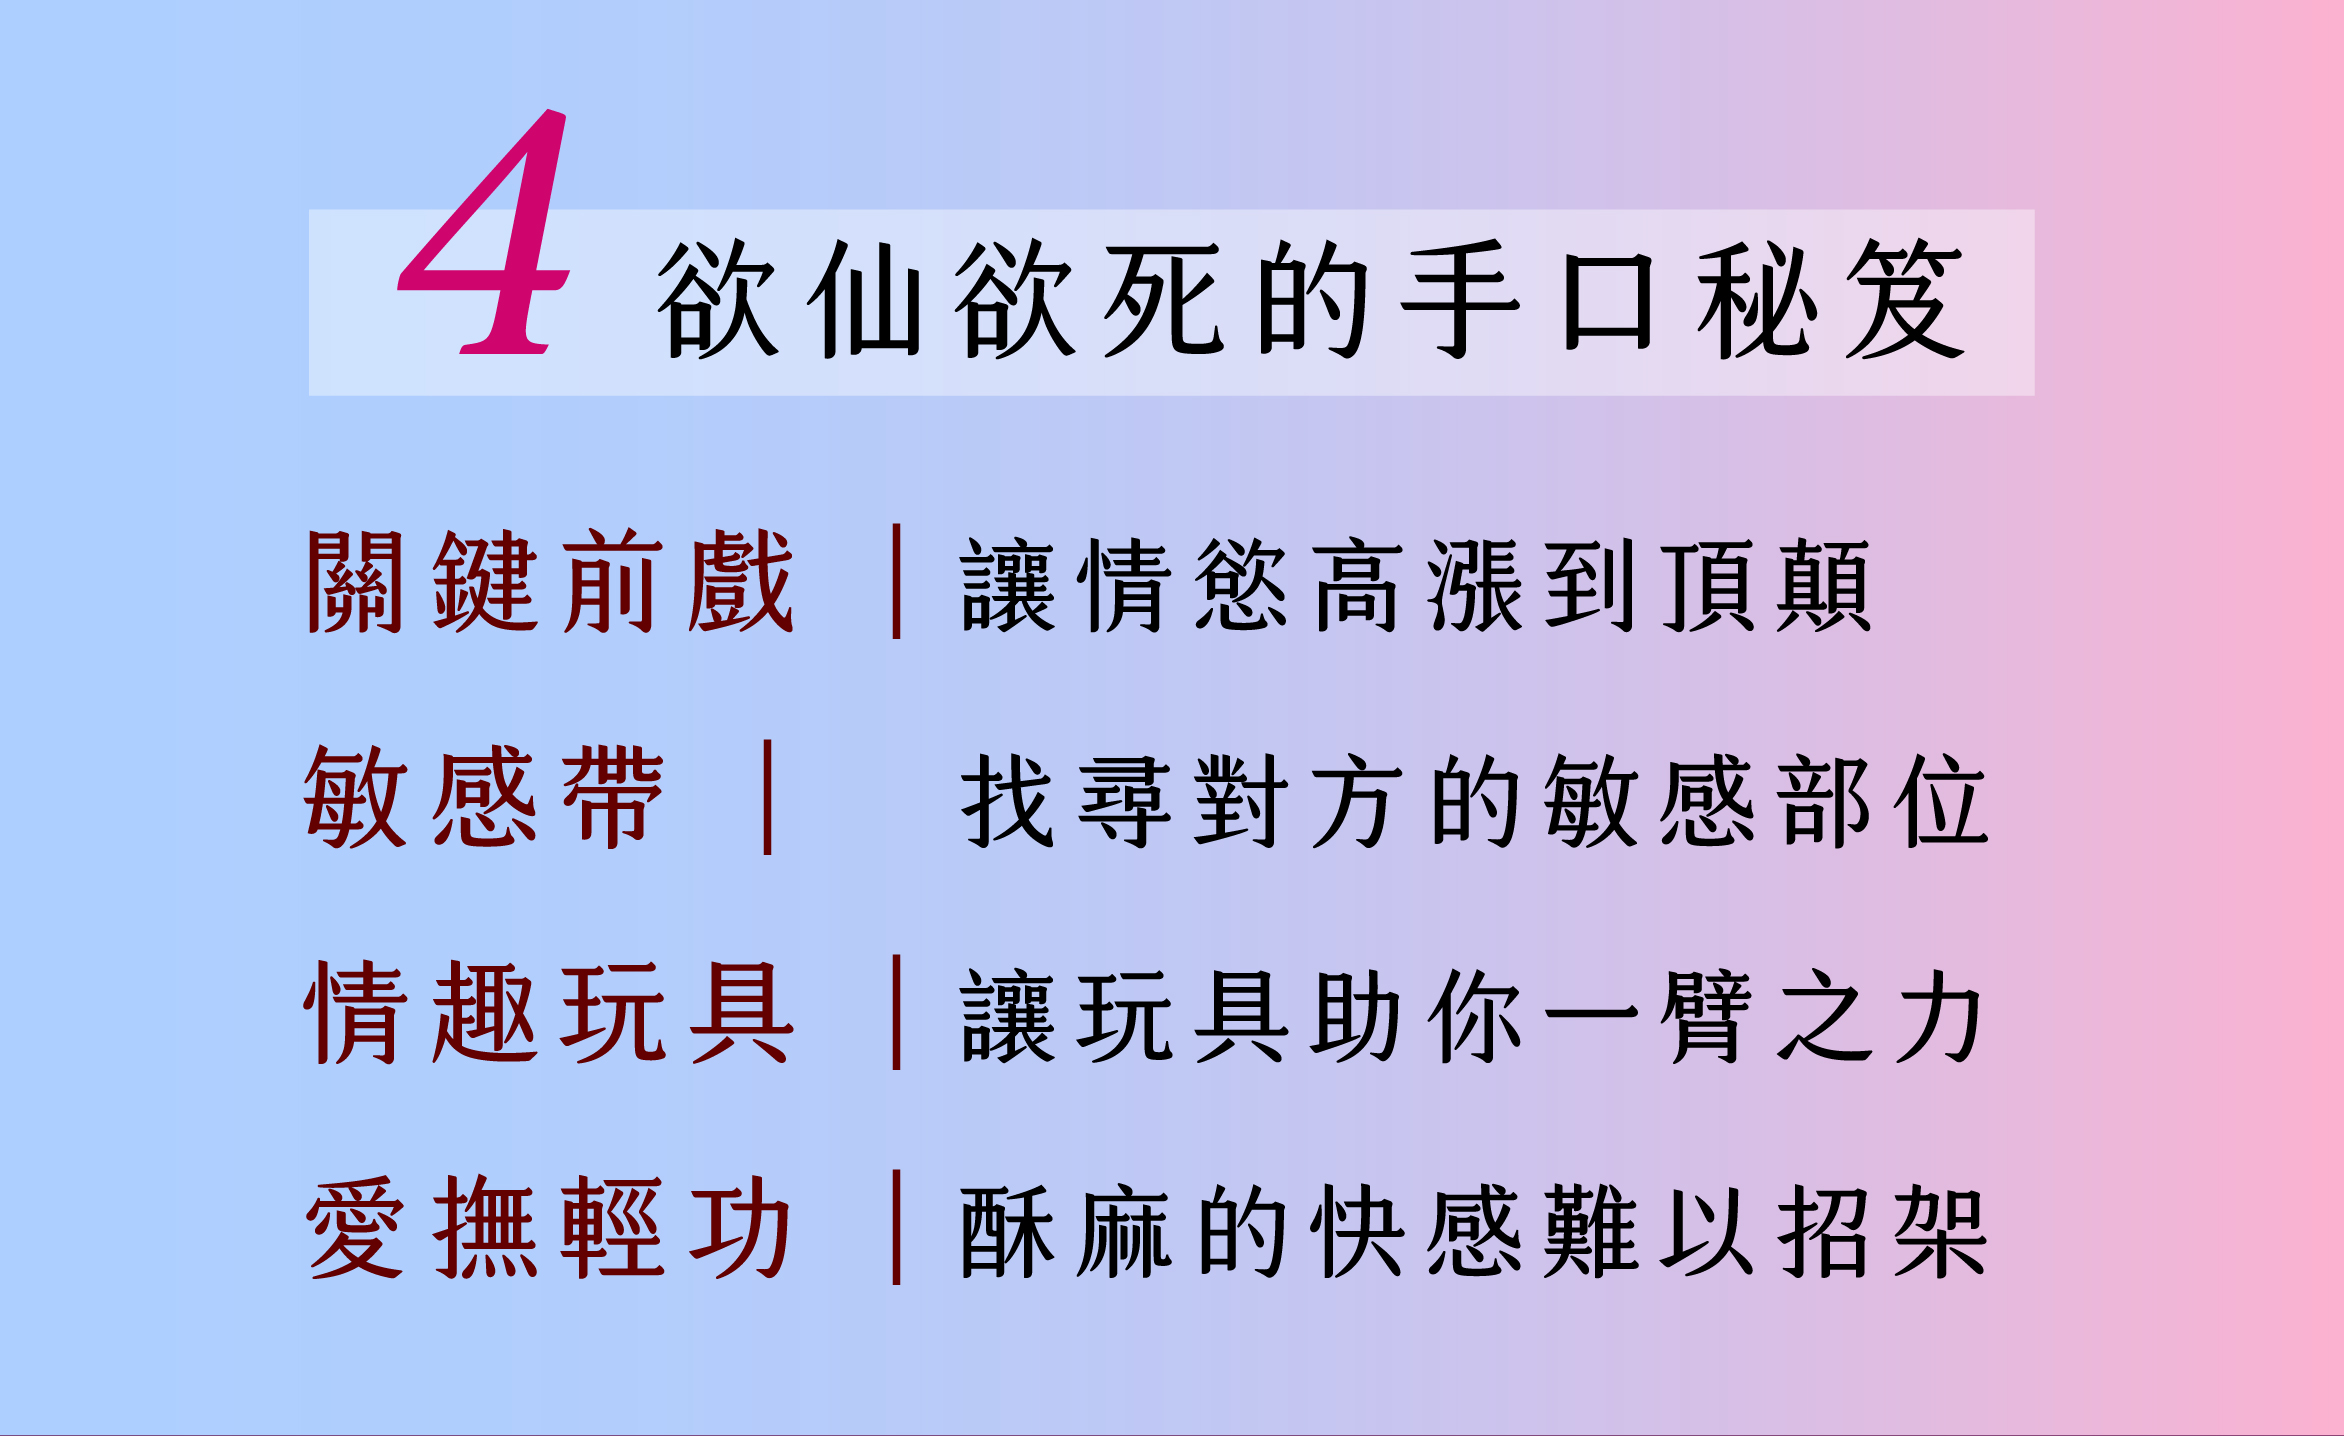 4 欲仙欲死的手口秘笈
關鍵前戲｜讓情慾高漲到頂顛
敏感帶｜ 找尋對方的敏感部位
情趣玩具｜讓玩具助你一臂之力
愛撫輕功｜酥麻的快感難以招架